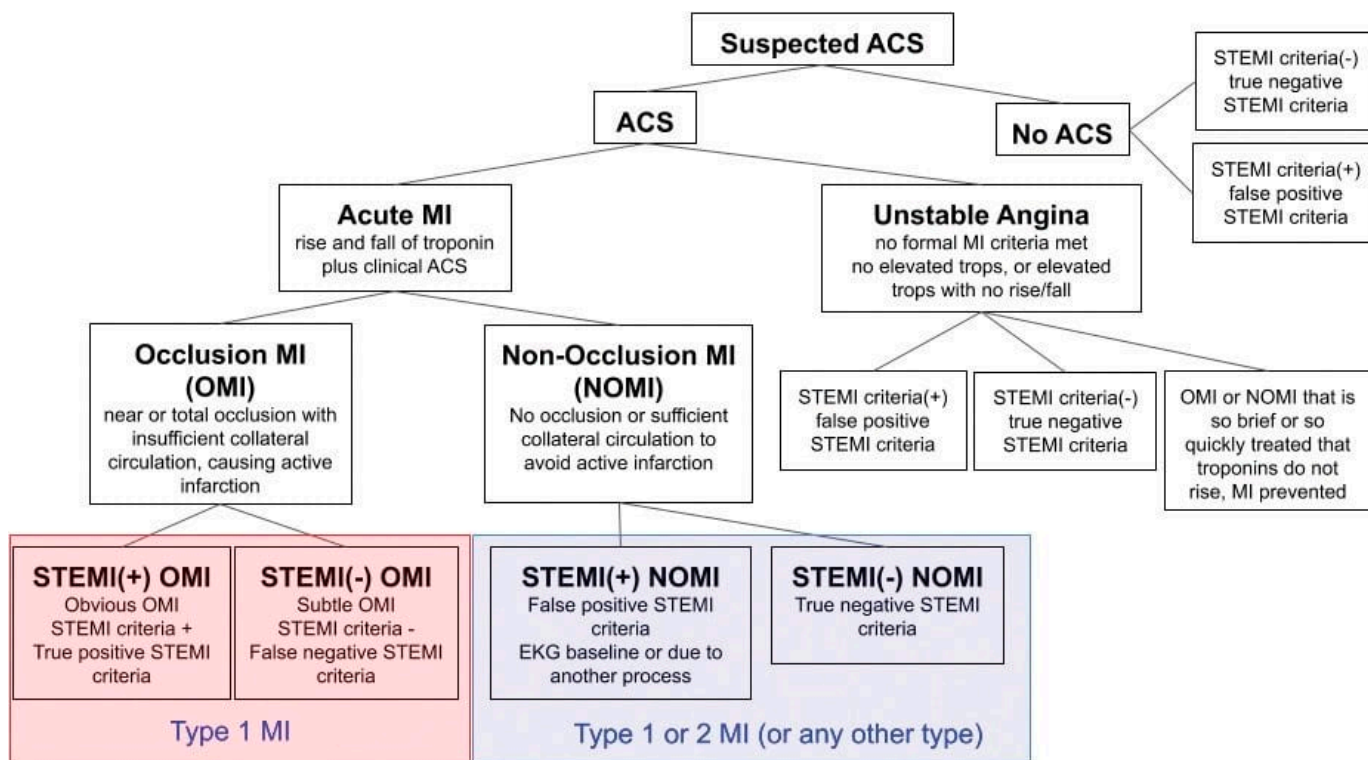 Suspected ACS
ACS
No ACS
STEMI criteria(-)
true negative
STEMI criteria
STEMI criteria(+)
false positive
STEMI criteria
Acute MI
rise and fall of troponin
plus clinical ACS
Unstable Angina
no formal MI criteria met
no elevated trops, or elevated
trops with no rise/fall
Occlusion MI
(OMI)
near or total occlusion with
insufficient collateral
circulation, causing active
infarction
Non-Occlusion MI
(NOMI)
No occlusion or sufficient
collateral circulation to
avoid active infarction
STEMI criteria(+)
false positive
STEMI criteria
STEMI criteria(-)
true negative
STEMI criteria
OMI or NOMI that is
so brief or so
quickly treated that
troponins do not
rise, MI prevented
STEMI(+) OMI
Obvious OMI
STEMI criteria +
True positive STEMI
criteria
STEMI(-) OMI
Subtle OMI
STEMI criteria -
False negative STEMI
criteria
STEMI(+) NOMI
False positive STEMI
criteria
EKG baseline or due to
another process
STEMI(-) NOMI
True negative STEMI
criteria
Type 1 MI
Type 1 or 2 MI (or any other type)